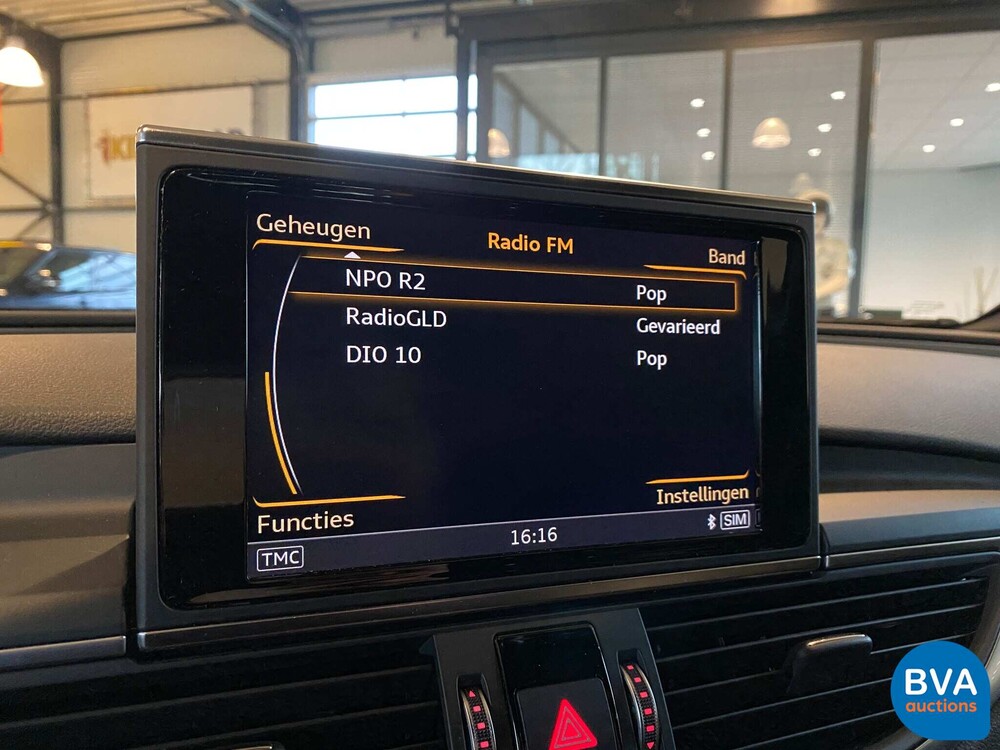 Geheugen
Radio FM
Band
NPO R2 Pop
RadioGLD Gevarieerd
DIO 10 Pop
Functies
Instellingen
TMC
16:16
SIM
BVA
auctions